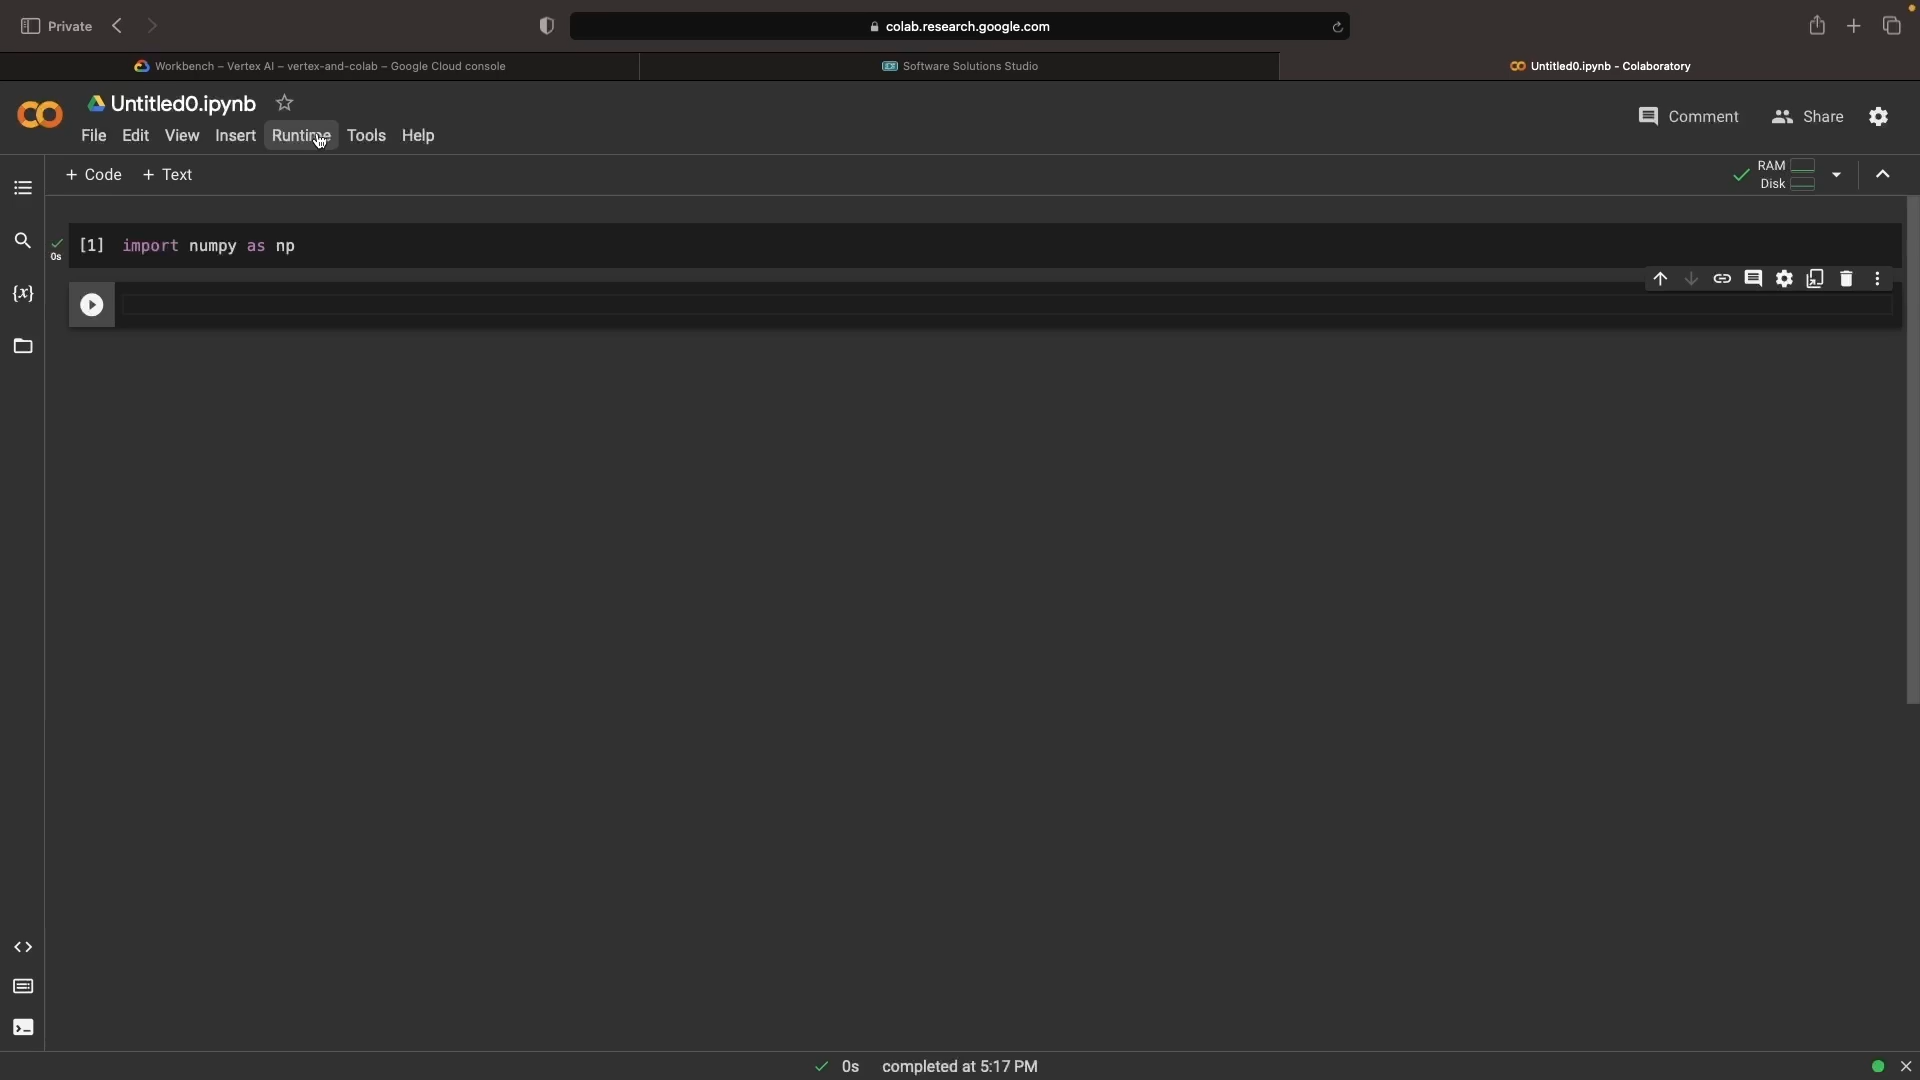 Private
colab.research.google.com
Workbench – Vertex AI – vertex-and-colab – Google Cloud console
Software Solutions Studio
Untitled0.ipynb - Colaboratory
Untitled0.ipynb
File Edit View Insert Runtime Tools Help
Comment
Share
+ Code + Text
RAM
Disk
[1] import numpy as np
0s
{x}
0s completed at 5:17 PM